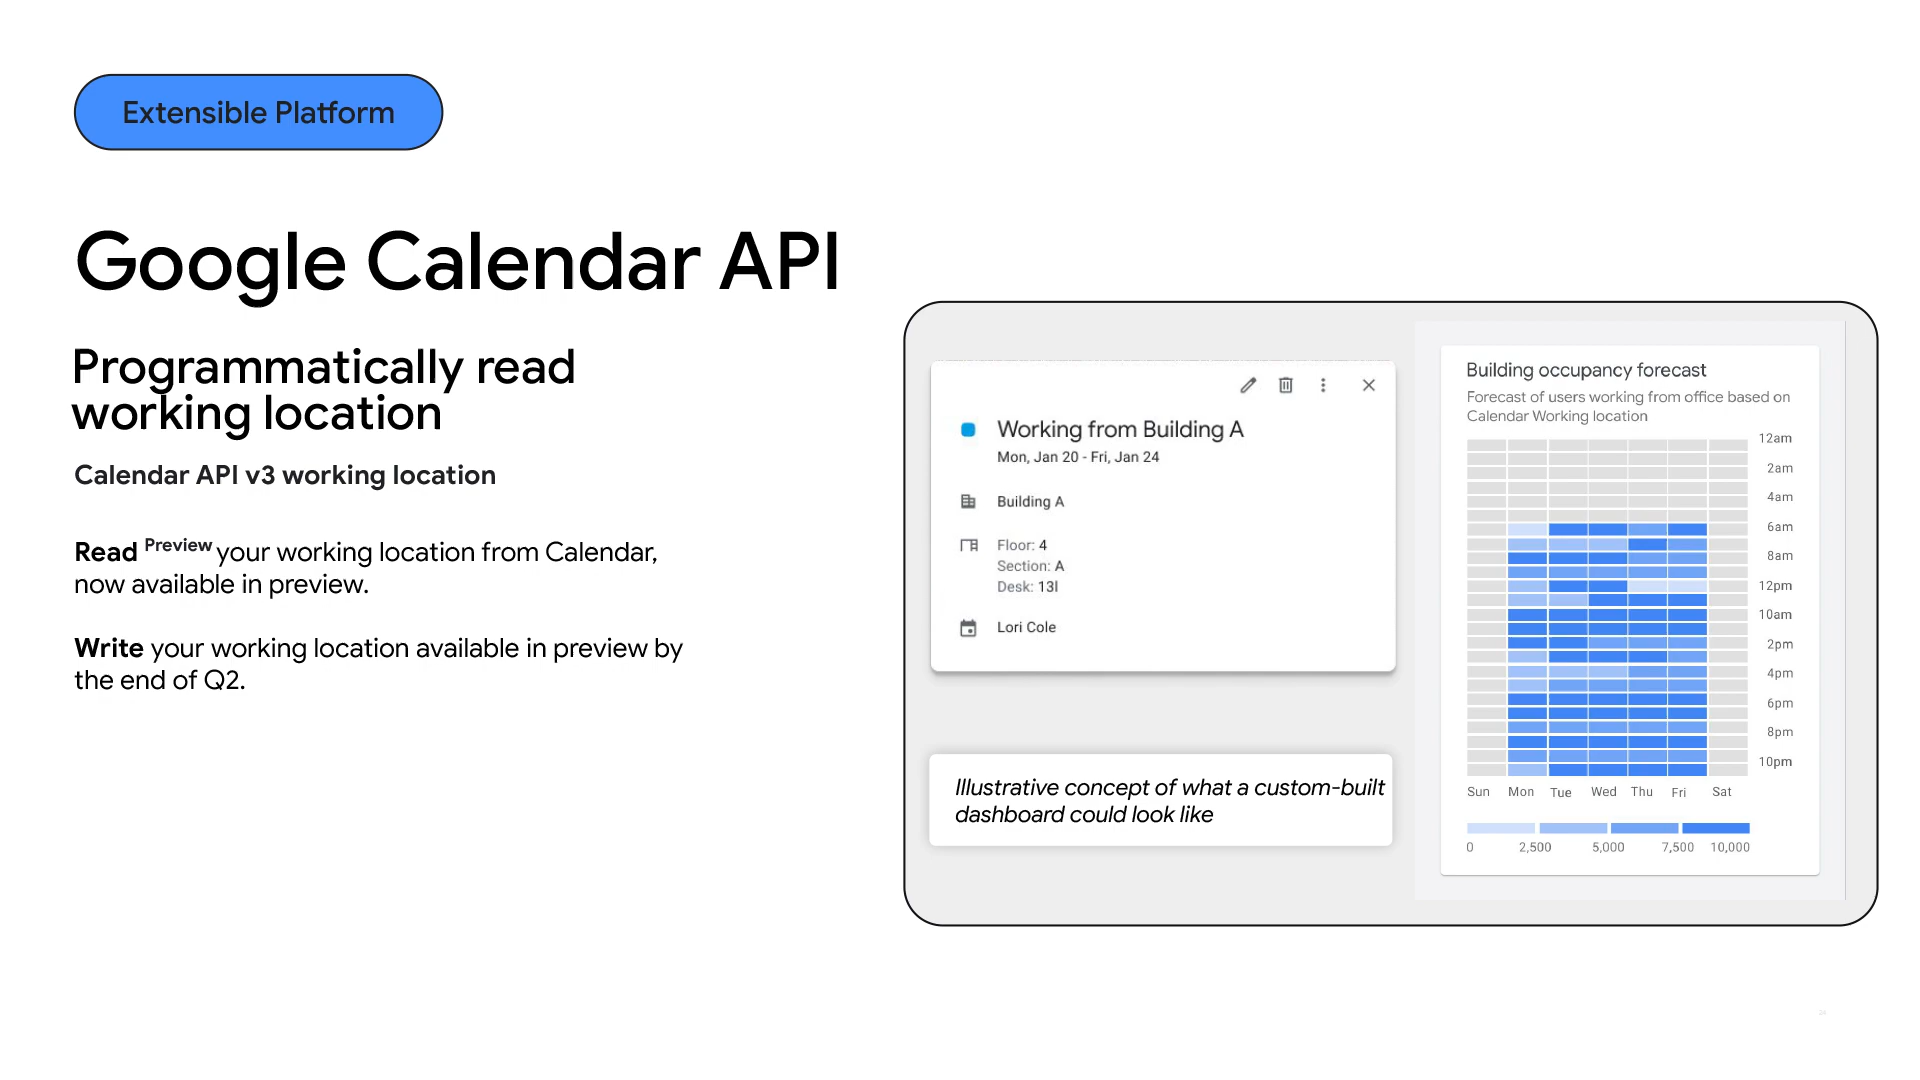 Extensible Platform
Google Calendar API
Programmatically read
working location
Calendar API v3 working location
Read Preview your working location from Calendar,
now available in preview.
Write your working location available in preview by
the end of Q2.
Working from Building A
Mon, Jan 20 - Fri, Jan 24
Building A
Floor: 4
Section: A
Desk: 13l
Lori Cole
Illustrative concept of what a custom-built
dashboard could look like
Building occupancy forecast
Forecast of users working from office based on
Calendar Working location
12am
2am
4am
6am
8am
12pm
10am
2pm
4pm
6pm
8pm
10pm
Sun Mon Tue Wed Thu Fri Sat
0 2,500 5,000 7,500 10,000